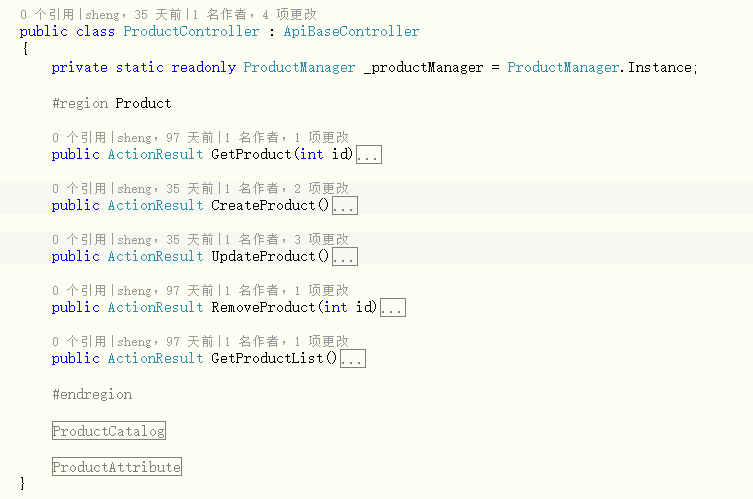 0 个引用|sheng，35 天前|1 名作者，4 项更改
public class ProductController : ApiBaseController
{
private static readonly ProductManager _productManager = ProductManager.Instance;
#region Product
0 个引用|sheng，97 天前|1 名作者，1 项更改
public ActionResult GetProduct(int id)...
0 个引用|sheng，35 天前|1 名作者，2 项更改
public ActionResult CreateProduct()...
0 个引用|sheng，35 天前|1 名作者，3 项更改
public ActionResult UpdateProduct()...
0 个引用|sheng，97 天前|1 名作者，1 项更改
public ActionResult RemoveProduct(int id)...
0 个引用|sheng，97 天前|1 名作者，1 项更改
public ActionResult GetProductList()...
#endregion
ProductCatalog
ProductAttribute
}